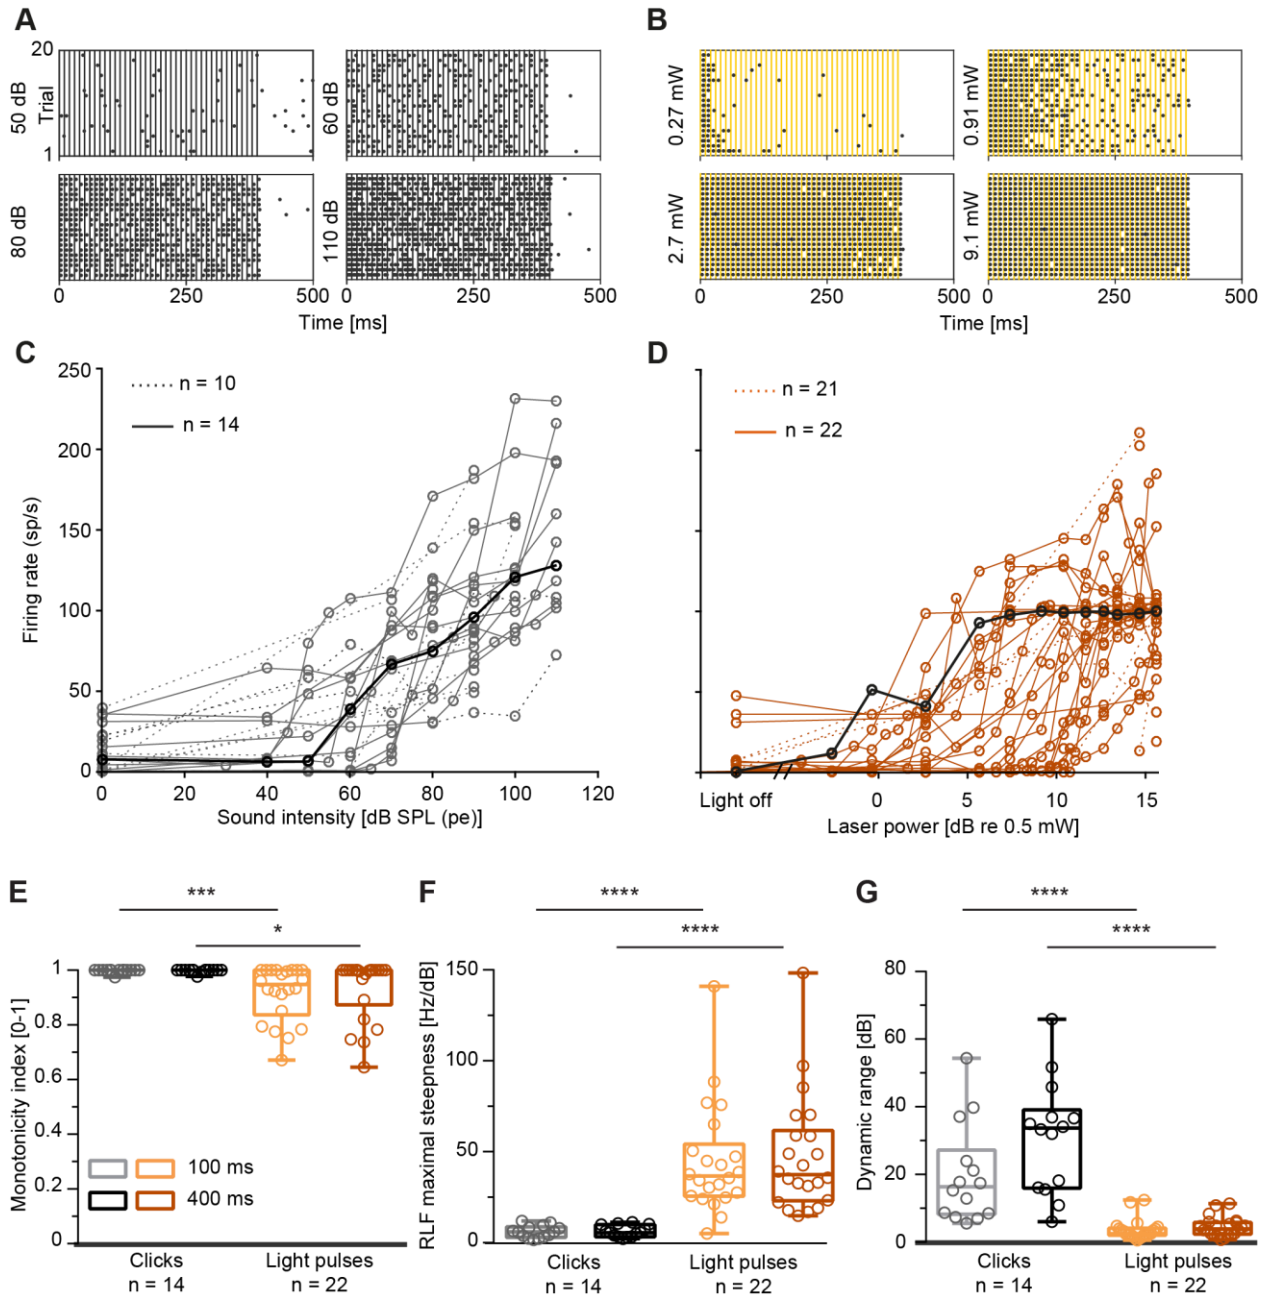 A
B
20
Trial
1
50 dB
60 dB
80 dB
110 dB
0
250
500
0
250
500
Time [ms]
0.27 mW
0.91 mW
2.7 mW
9.1 mW
0
250
500
0
250
500
Time [ms]
C
250
200
150
100
50
0
Firing rate (sp/s)
n = 10
n = 14
0
20
40
60
80
100
120
Sound intensity [dB SPL (pe)]
D
n = 21
n = 22
Light off
0
5
10
15
Laser power [dB re 0.5 mW]
E
***
*
1
0.8
0.6
0.4
0.2
0
Monotonicity index [0-1]
100 ms
400 ms
Clicks
n = 14
Light pulses
n = 22
F
****
****
150
100
50
0
RLF maximal steepness [Hz/dB]
Clicks
n = 14
Light pulses
n = 22
G
****
****
80
60
40
20
0
Dynamic range [dB]
Clicks
n = 14
Light pulses
n = 22